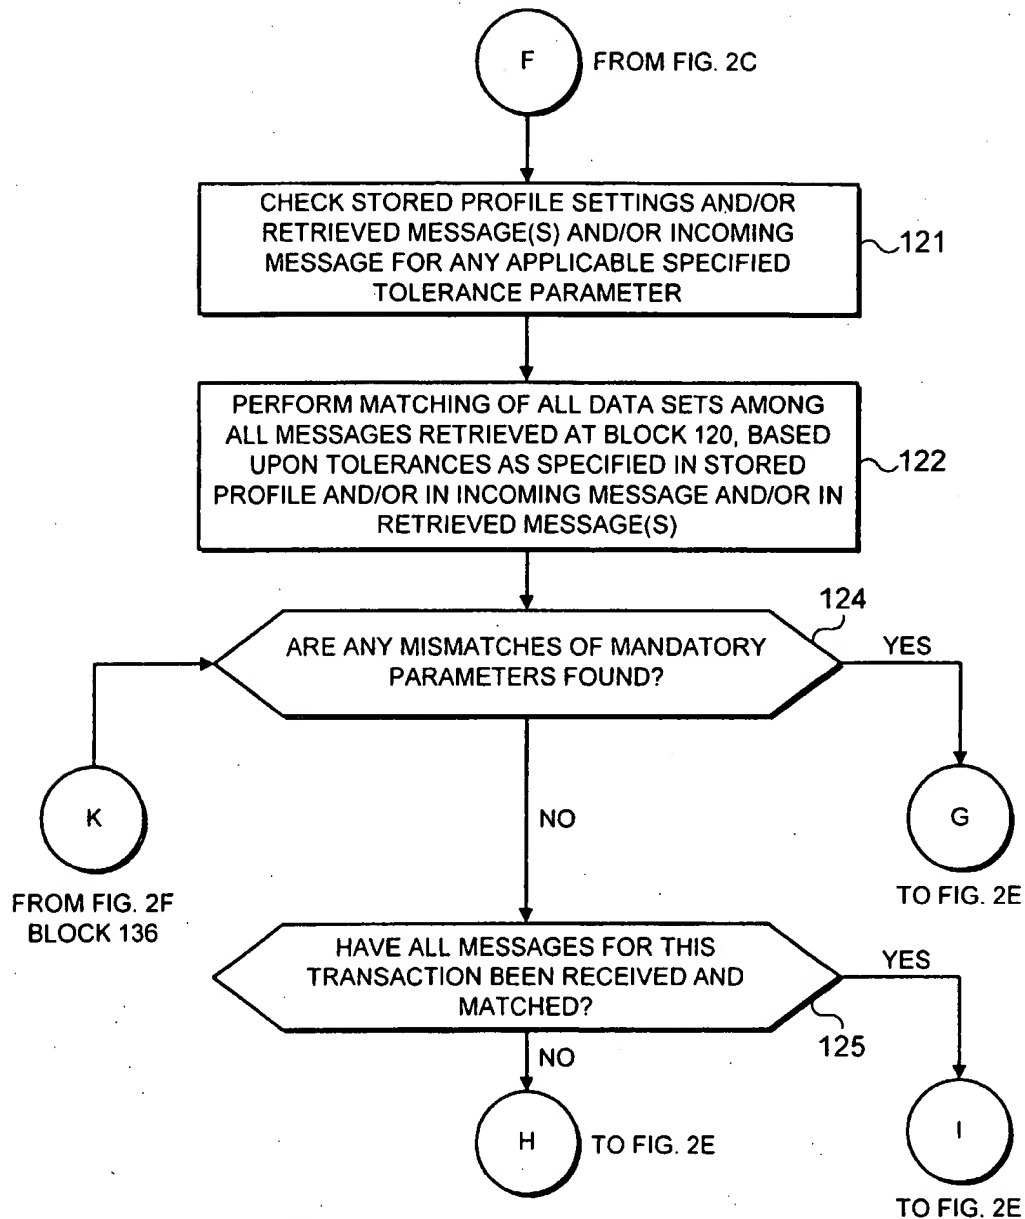 F
FROM FIG. 2C
CHECK STORED PROFILE SETTINGS AND/OR
RETRIEVED MESSAGE(S) AND/OR INCOMING
MESSAGE FOR ANY APPLICABLE SPECIFIED
TOLERANCE PARAMETER
121
PERFORM MATCHING OF ALL DATA SETS AMONG
ALL MESSAGES RETRIEVED AT BLOCK 120, BASED
UPON TOLERANCES AS SPECIFIED IN STORED
PROFILE AND/OR IN INCOMING MESSAGE AND/OR IN
RETRIEVED MESSAGE(S)
122
124
ARE ANY MISMATCHES OF MANDATORY
PARAMETERS FOUND?
YES
K
FROM FIG. 2F
BLOCK 136
NO
G
TO FIG. 2E
HAVE ALL MESSAGES FOR THIS
TRANSACTION BEEN RECEIVED AND
MATCHED?
YES
125
NO
H
TO FIG. 2E
I
TO FIG. 2E